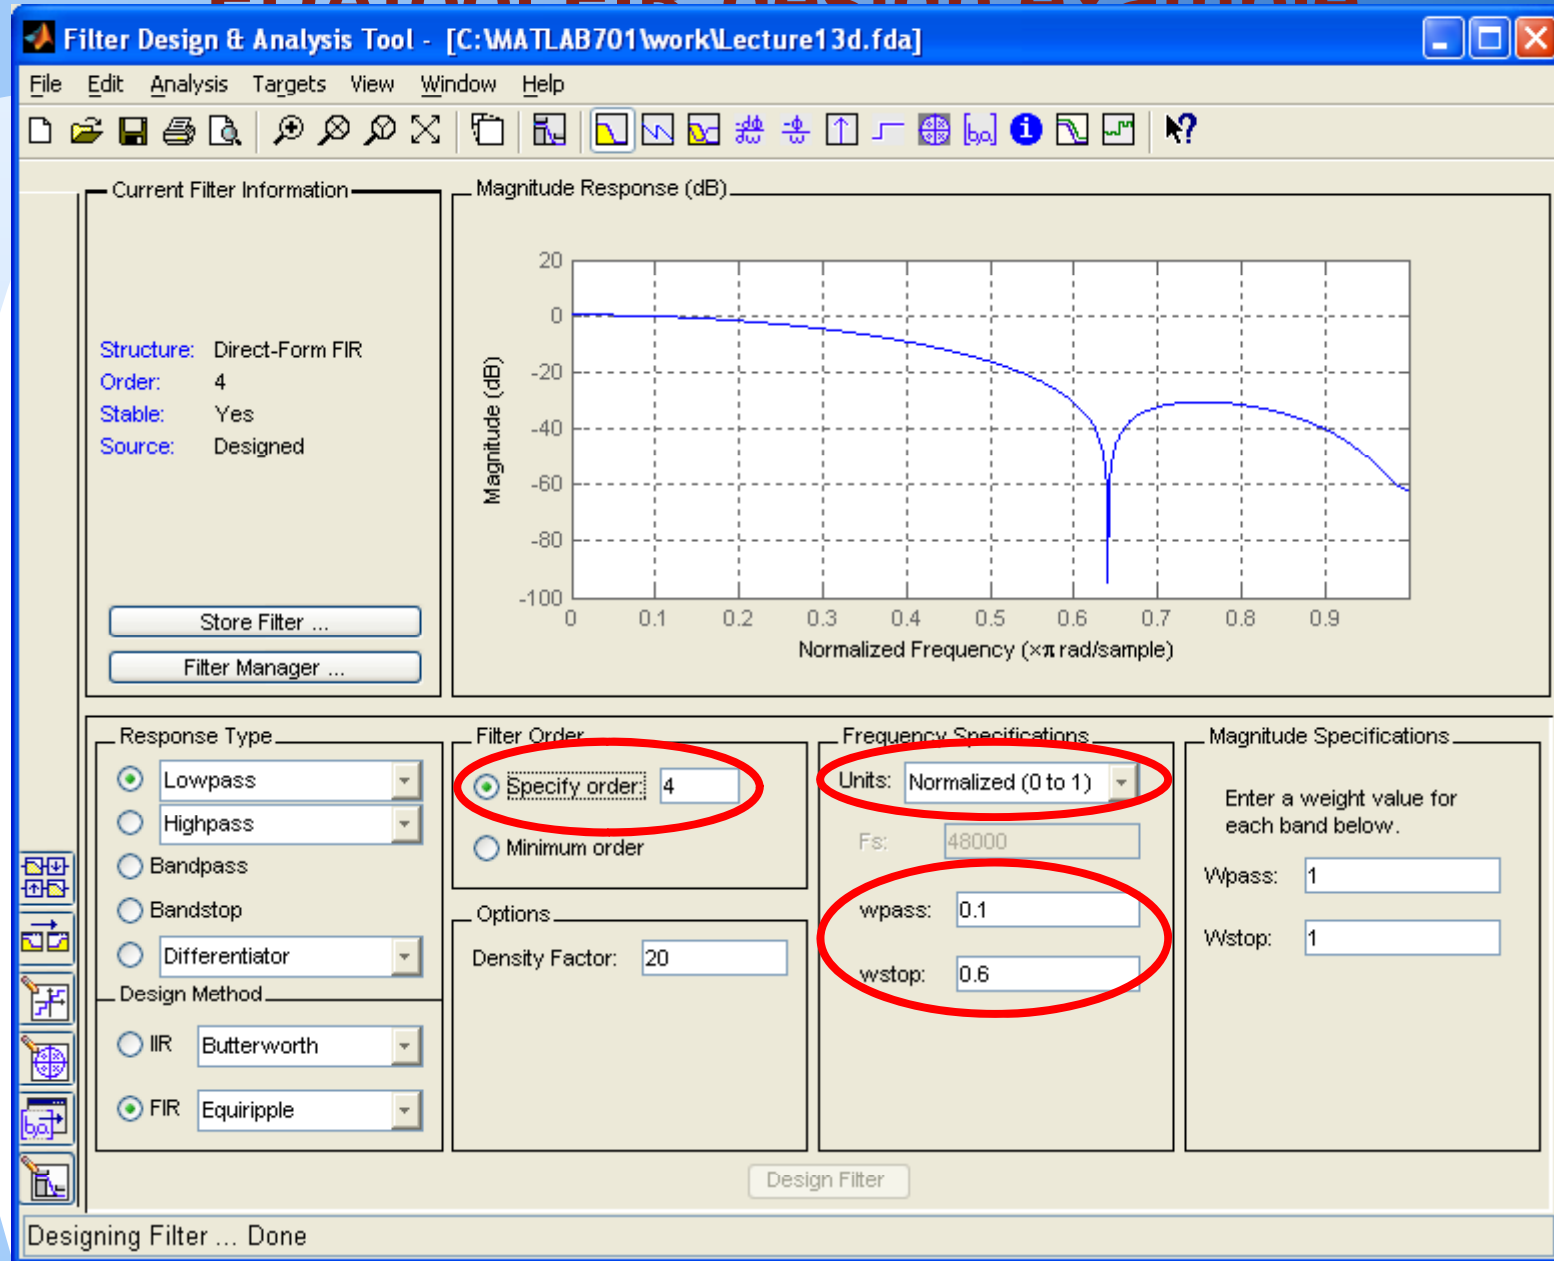 FDATool FIR Design Example
Filter Design & Analysis Tool - [C:\MATLAB701\work\Lecture13d.fda]
File Edit Analysis Targets View Window Help
Current Filter Information
Structure: Direct-Form FIR
Order: 4
Stable: Yes
Source: Designed
Store Filter ...
Filter Manager ...
Magnitude Response (dB)
20
0
-20
-40
-60
-80
-100
Magnitude (dB)
0 0.1 0.2 0.3 0.4 0.5 0.6 0.7 0.8 0.9
Normalized Frequency (×π rad/sample)
Response Type
Lowpass
Highpass
Bandpass
Bandstop
Differentiator
Design Method
IIR Butterworth
FIR Equiripple
Filter Order
Specify order: 4
Minimum order
Options
Density Factor: 20
Frequency Specifications
Units: Normalized (0 to 1)
Fs: 48000
wpass: 0.1
wstop: 0.6
Magnitude Specifications
Enter a weight value for
each band below.
Wpass: 1
Wstop: 1
Design Filter
Designing Filter ... Done